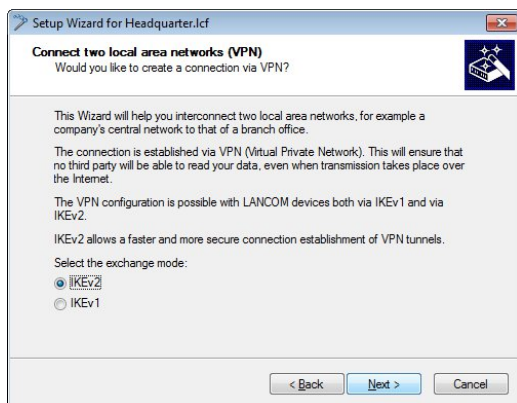 Setup Wizard for Headquarter.lcf
Connect two local area networks (VPN)
Would you like to create a connection via VPN?
This Wizard will help you interconnect two local area networks, for example a
company's central network to that of a branch office.
The connection is established via VPN (Virtual Private Network). This will ensure that
no third party will be able to read your data, even when transmission takes place over
the Internet.
The VPN configuration is possible with LANCOM devices both via IKEv1 and via
IKEv2.
IKEv2 allows a faster and more secure connection establishment of VPN tunnels.
Select the exchange mode:
IKEv2
IKEv1
< Back Next > Cancel